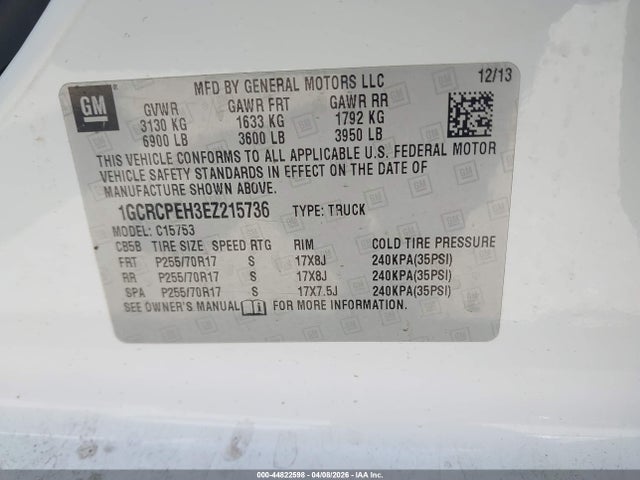 MFD BY GENERAL MOTORS LLC 12/13
GM GVWR GAWR FRT GAWR RR
3130 KG 1633 KG 1792 KG
6900 LB 3600 LB 3950 LB
THIS VEHICLE CONFORMS TO ALL APPLICABLE U.S. FEDERAL MOTOR
VEHICLE SAFETY STANDARDS IN EFFECT ON THE DATE OF
MANUFACTURE SHOWN ABOVE.
1GCRCPEH3EZ215736 TYPE: TRUCK
MODEL: C15753
CB5B TIRE SIZE SPEED RTG RIM COLD TIRE PRESSURE
FRT P255/70R17 S 17X8J 240KPA(35PSI)
RR P255/70R17 S 17X8J 240KPA(35PSI)
SPA P255/70R17 S 17X7.5J 240KPA(35PSI)
SEE OWNER'S MANUAL FOR MORE INFORMATION.
000-44822598 - 04/08/2026 - IAAI.COM